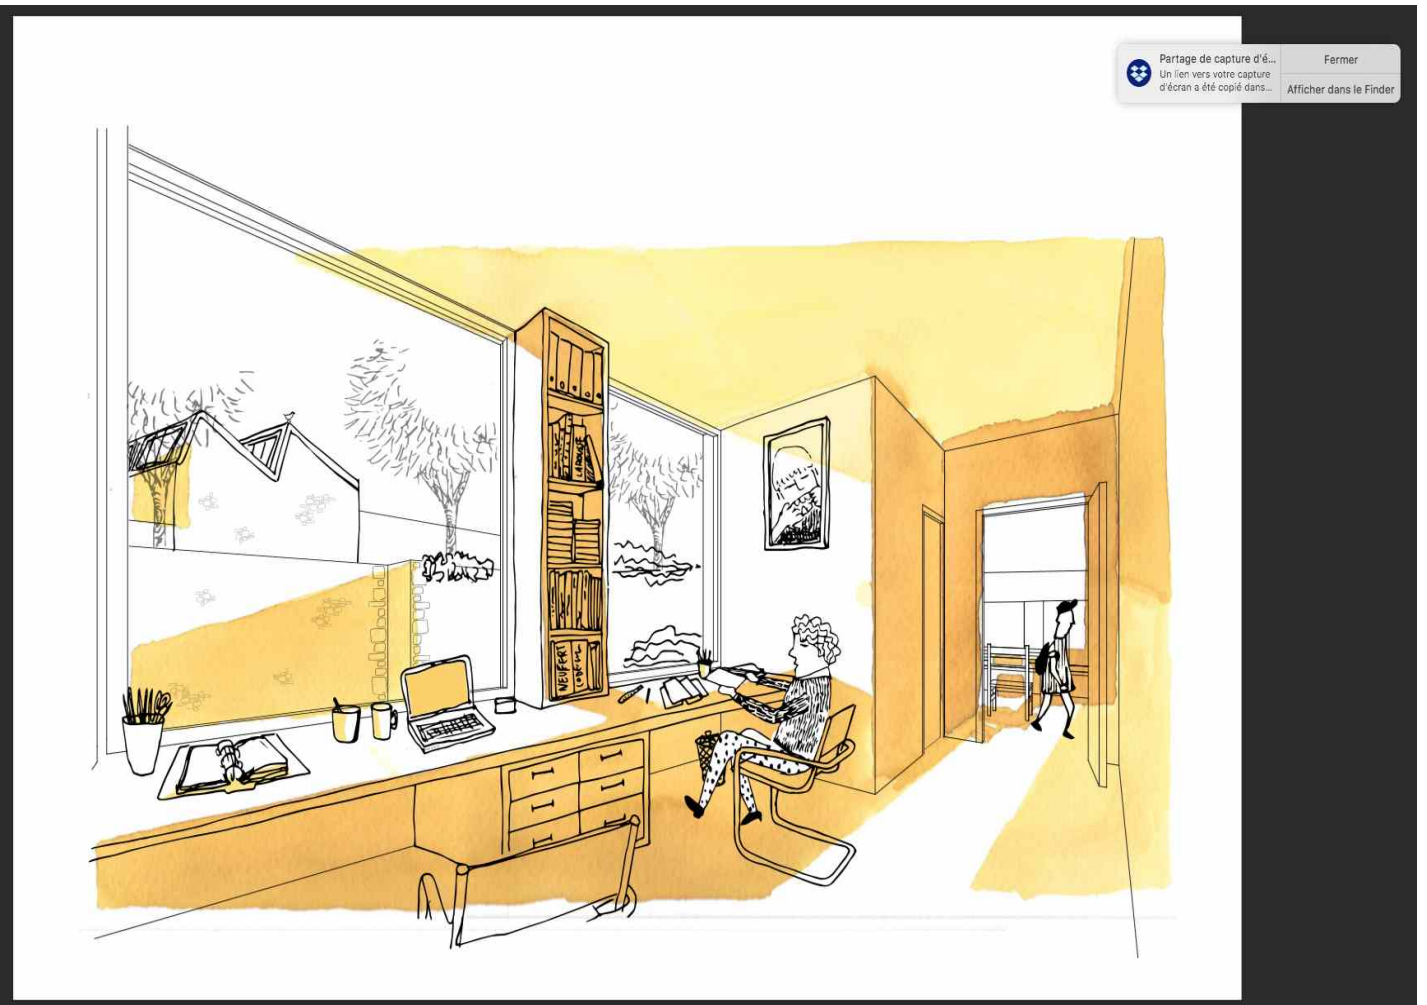 Partage de capture d'é...
Un lien vers votre capture
d'écran a été copié dans...
Fermer
Afficher dans le Finder
LAROUSSE
NEUFERT